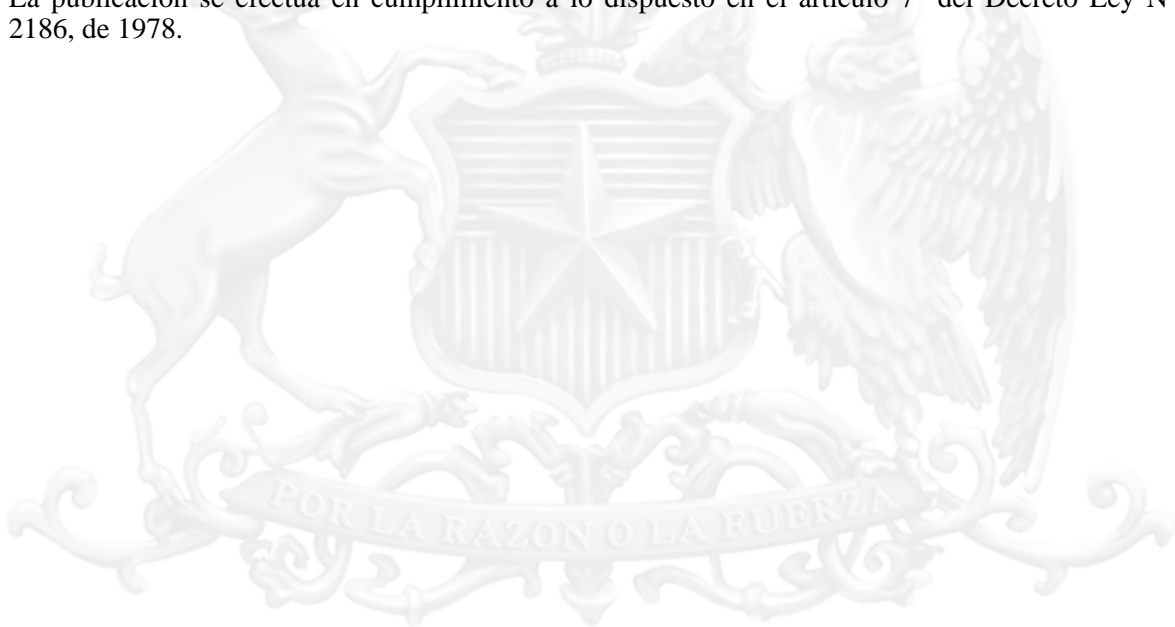 La publicación se efectúa en cumplimiento a lo dispuesto en el artículo 7° del Decreto Ley N°
2186, de 1978.
POR LA RAZON O LA FUERZA